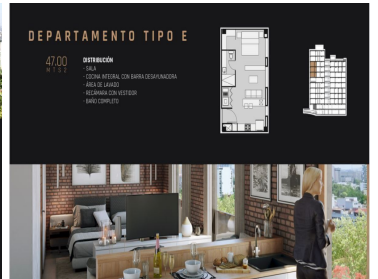 DEPARTAMENTO TIPO E
47.00
MTS2
DISTRIBUCIÓN
- SALA
- COCINA INTEGRAL CON BARRA DESAYUNADORA
- ÁREA DE LAVADO
- RECÁMARA CON VESTIDOR
- BAÑO COMPLETO